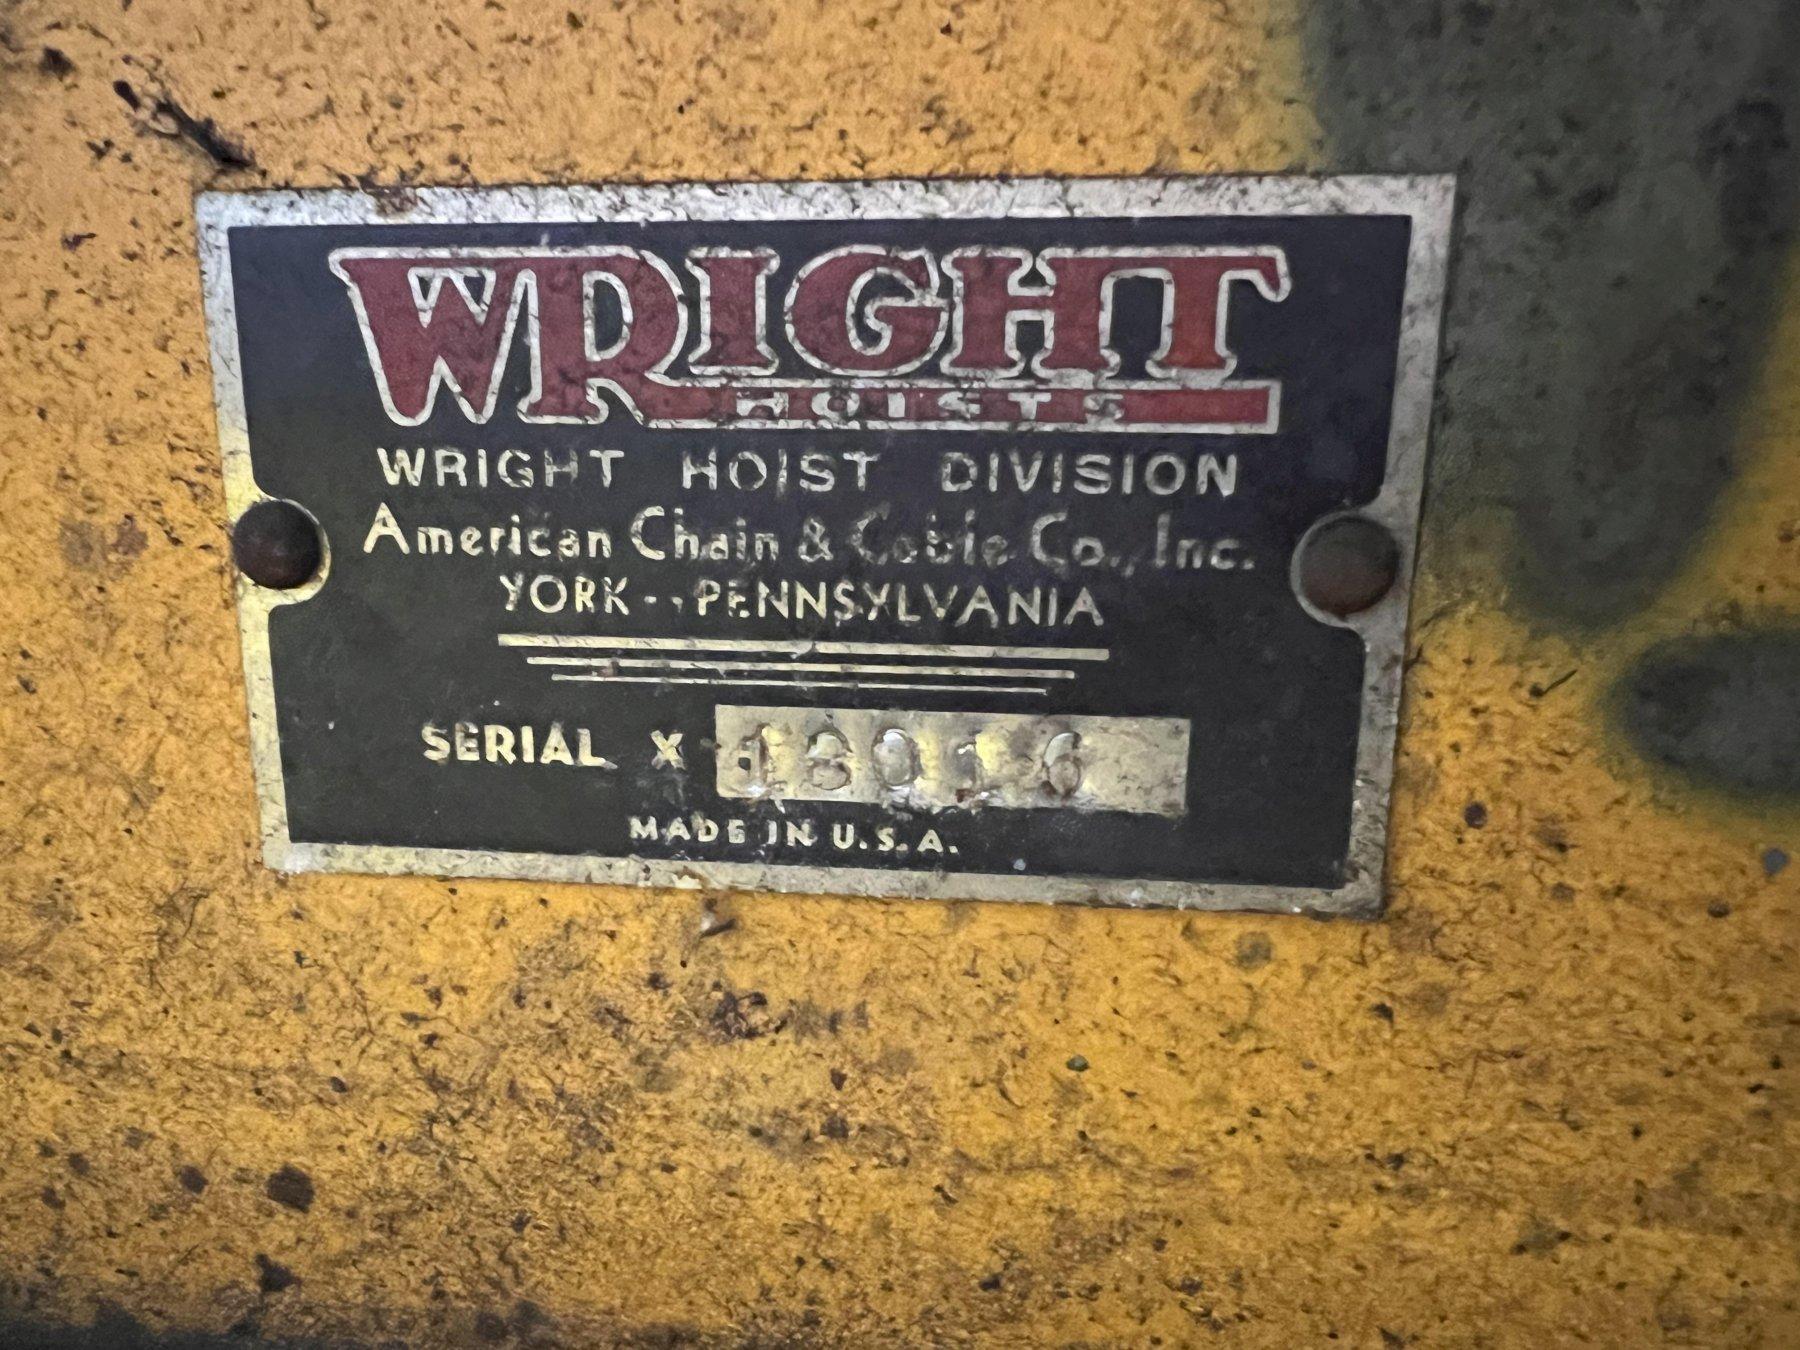 WRIGHT
HOISTS
WRIGHT HOIST DIVISION
American Chain & Cable Co., Inc.
YORK -- PENNSYLVANIA
SERIAL X
MADE IN U.S.A.